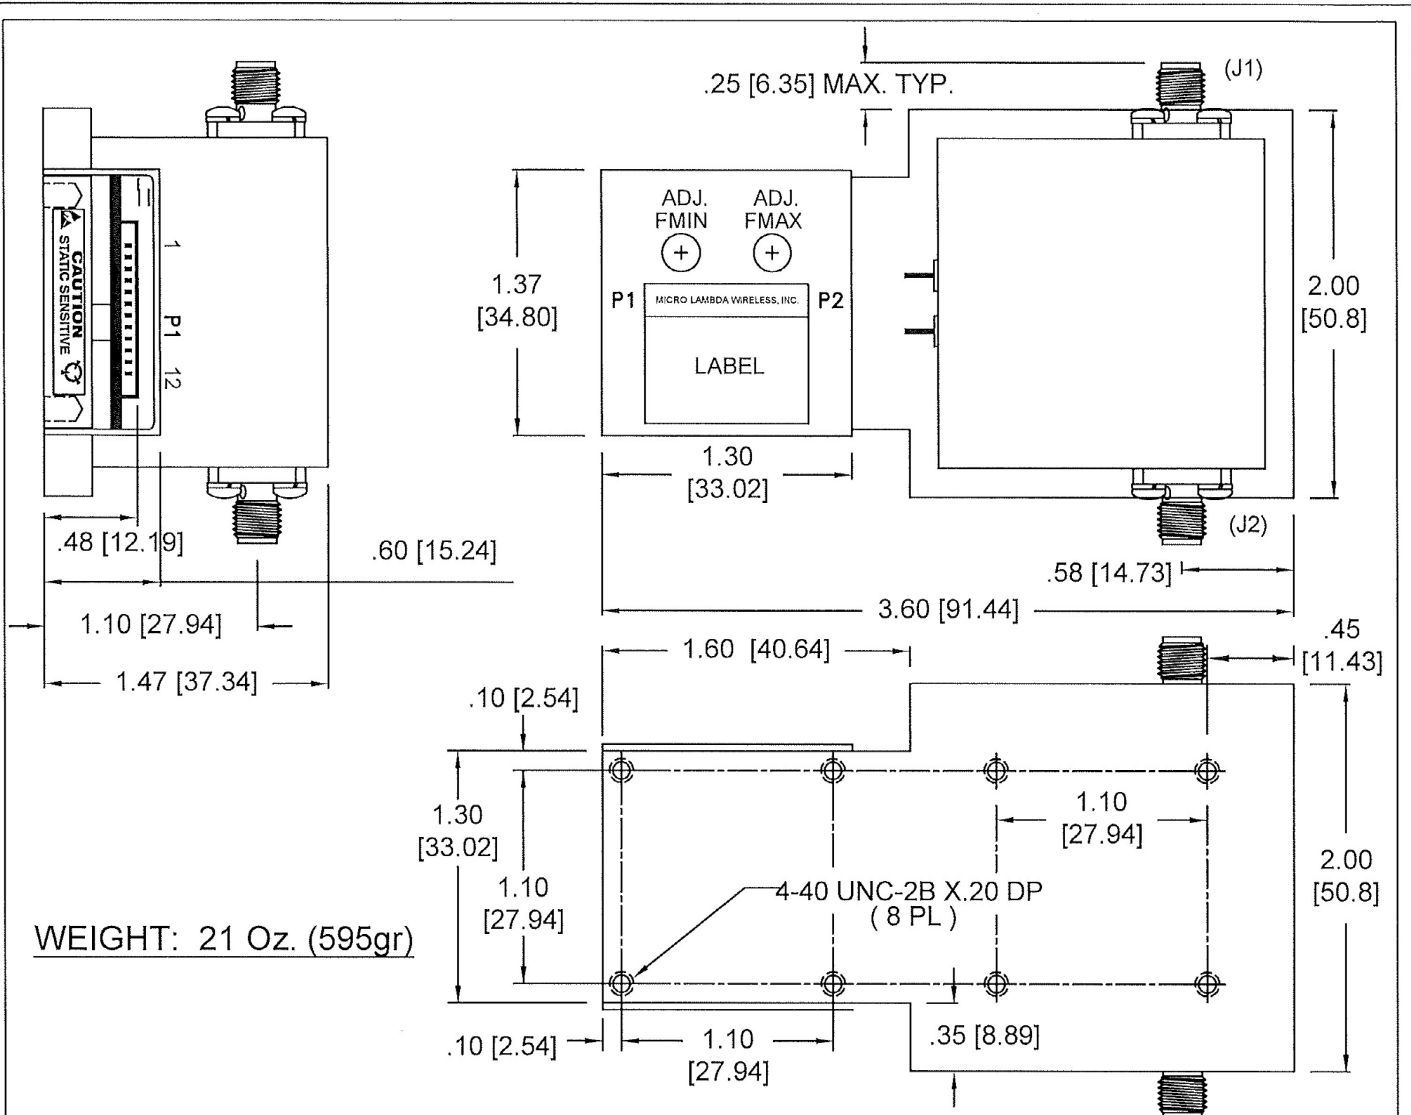 .25 [6.35] MAX. TYP.
(J1)
CAUTION
STATIC SENSITIVE
1
P1
12
ADJ.
FMIN
ADJ.
FMAX
P1
MICRO LAMBDA WIRELESS, INC.
P2
LABEL
1.37
[34.80]
2.00
[50.8]
1.30
[33.02]
(J2)
.48 [12.19]
.60 [15.24]
.58 [14.73]
1.10 [27.94]
3.60 [91.44]
1.47 [37.34]
1.60 [40.64]
.45
[11.43]
.10 [2.54]
1.30
[33.02]
1.10
[27.94]
1.10
[27.94]
2.00
[50.8]
4-40 UNC-2B X.20 DP
( 8 PL )
WEIGHT: 21 Oz. (595gr)
.10 [2.54]
1.10
[27.94]
.35 [8.89]